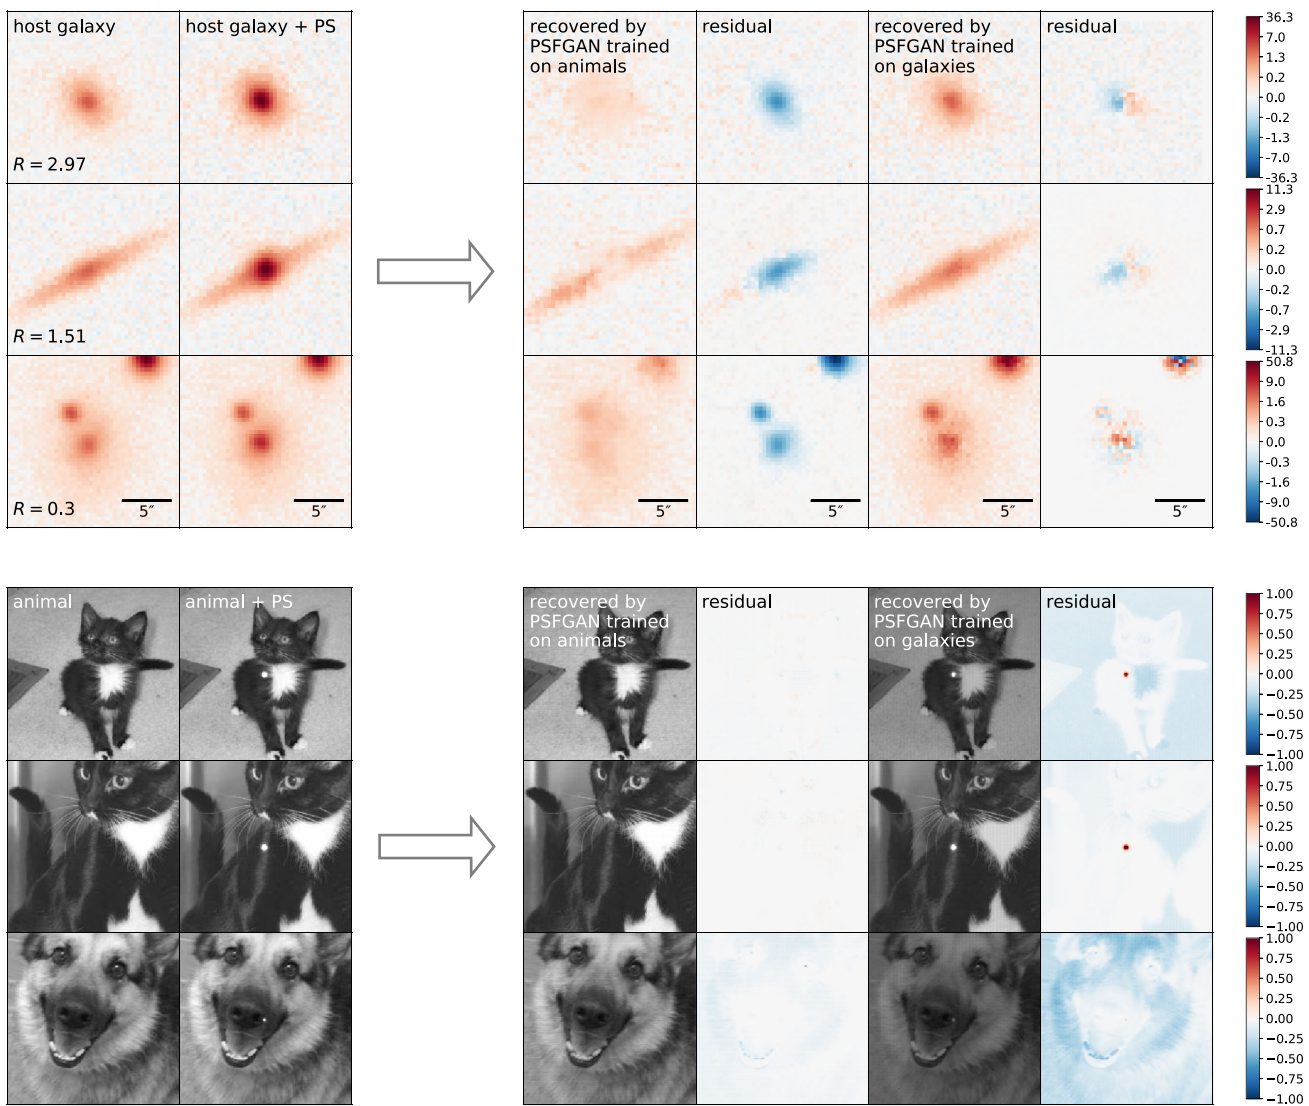 host galaxy
host galaxy + PS
recovered by
PSFGAN trained
on animals
residual
recovered by
PSFGAN trained
on galaxies
residual
R = 2.97
36.3
7.0
1.3
0.2
0.0
-0.2
-1.3
-7.0
-36.3
R = 1.51
11.3
2.9
0.7
0.2
0.0
-0.2
-0.7
-2.9
-11.3
R = 0.3
5″
5″
5″
5″
5″
5″
50.8
9.0
1.6
0.3
0.0
-0.3
-1.6
-9.0
-50.8
animal
animal + PS
recovered by
PSFGAN trained
on animals
residual
recovered by
PSFGAN trained
on galaxies
residual
1.00
0.75
0.50
0.25
0.00
−0.25
−0.50
−0.75
−1.00
1.00
0.75
0.50
0.25
0.00
−0.25
−0.50
−0.75
−1.00
1.00
0.75
0.50
0.25
0.00
−0.25
−0.50
−0.75
−1.00